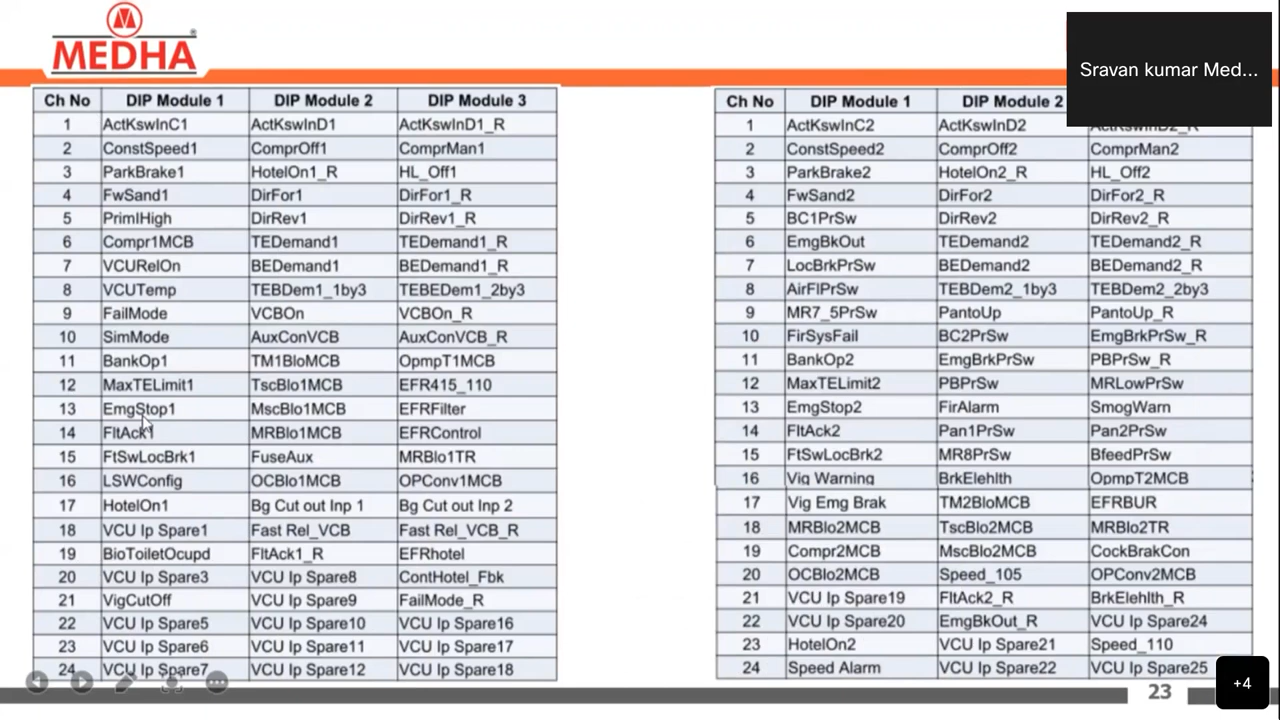 MEDHA
Sravan kumar Med...
Ch No DIP Module 1 DIP Module 2 DIP Module 3
1 ActKswInC1 ActKswInD1 ActKswInD1_R
2 ConstSpeed1 ComprOff1 ComprMan1
3 ParkBrake1 HotelOn1_R HL_Off1
4 FwSand1 DirFor1 DirFor1_R
5 PrimIHigh DirRev1 DirRev1_R
6 Compr1MCB TEDemand1 TEDemand1_R
7 VCURelOn BEDemand1 BEDemand1_R
8 VCUTemp TEBDem1_1by3 TEBEDem1_2by3
9 FailMode VCBOn VCBOn_R
10 SimMode AuxConVCB AuxConVCB_R
11 BankOp1 TM1BloMCB OpmpT1MCB
12 MaxTELimit1 TscBlo1MCB EFR415_110
13 EmgStop1 MscBlo1MCB EFRFilter
14 FltAck1 MRBlo1MCB EFRControl
15 FtSwLocBrk1 FuseAux MRBlo1TR
16 LSWConfig OCBlo1MCB OPConv1MCB
17 HotelOn1 Bg Cut out Inp 1 Bg Cut out Inp 2
18 VCU Ip Spare1 Fast Rel_VCB Fast Rel_VCB_R
19 BioToiletOcupd FltAck1_R EFRhotel
20 VCU Ip Spare3 VCU Ip Spare8 ContHotel_Fbk
21 VigCutOff VCU Ip Spare9 FailMode_R
22 VCU Ip Spare5 VCU Ip Spare10 VCU Ip Spare16
23 VCU Ip Spare6 VCU Ip Spare11 VCU Ip Spare17
24 VCU Ip Spare7 VCU Ip Spare12 VCU Ip Spare18
Ch No DIP Module 1 DIP Module 2
1 ActKswInC2 ActKswInD2 ActKswInD2_R
2 ConstSpeed2 ComprOff2 ComprMan2
3 ParkBrake2 HotelOn2_R HL_Off2
4 FwSand2 DirFor2 DirFor2_R
5 BC1PrSw DirRev2 DirRev2_R
6 EmgBkOut TEDemand2 TEDemand2_R
7 LocBrkPrSw BEDemand2 BEDemand2_R
8 AirFlPrSw TEBDem2_1by3 TEBDem2_2by3
9 MR7_5PrSw PantoUp PantoUp_R
10 FirSysFail BC2PrSw EmgBrkPrSw_R
11 BankOp2 EmgBrkPrSw PBPrSw_R
12 MaxTELimit2 PBPrSw MRLowPrSw
13 EmgStop2 FirAlarm SmogWarn
14 FltAck2 Pan1PrSw Pan2PrSw
15 FtSwLocBrk2 MR8PrSw BfeedPrSw
16 Vig Warning BrkElehlth OpmpT2MCB
17 Vig Emg Brak TM2BloMCB EFRBUR
18 MRBlo2MCB TscBlo2MCB MRBlo2TR
19 Compr2MCB MscBlo2MCB CockBrakCon
20 OCBlo2MCB Speed_105 OPConv2MCB
21 VCU Ip Spare19 FltAck2_R BrkElehlth_R
22 VCU Ip Spare20 EmgBkOut_R VCU Ip Spare24
23 HotelOn2 VCU Ip Spare21 Speed_110
24 Speed Alarm VCU Ip Spare22 VCU Ip Spare25
23
+4